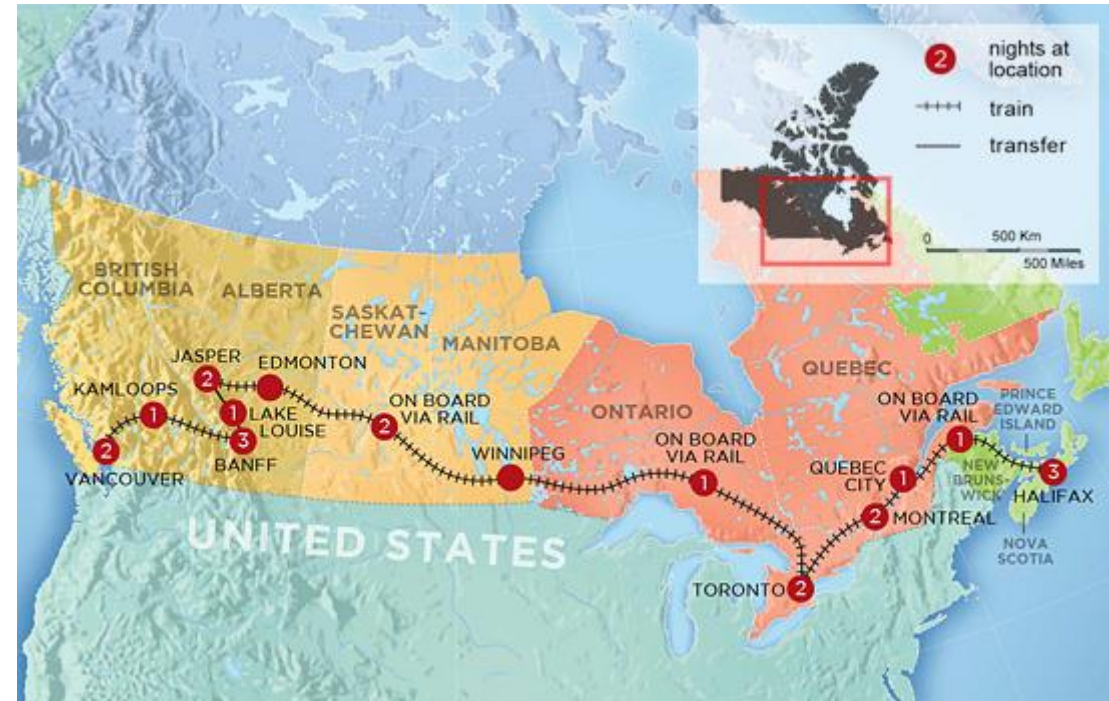 2
nights at
location
train
transfer
0
500 Km
500 Miles
BRITISH
COLUMBIA
ALBERTA
SASKAT-
CHEWAN
MANITOBA
ONTARIO
QUEBEC
PRINCE
EDWARD
ISLAND
NEW
BRUNS-
WICK
NOVA
SCOTIA
UNITED STATES
VANCOUVER
2
KAMLOOPS
1
BANFF
3
LAKE
LOUISE
1
JASPER
2
EDMONTON
ON BOARD
VIA RAIL
2
WINNIPEG
ON BOARD
VIA RAIL
1
TORONTO
2
MONTREAL
2
QUEBEC
CITY
1
ON BOARD
VIA RAIL
1
HALIFAX
3